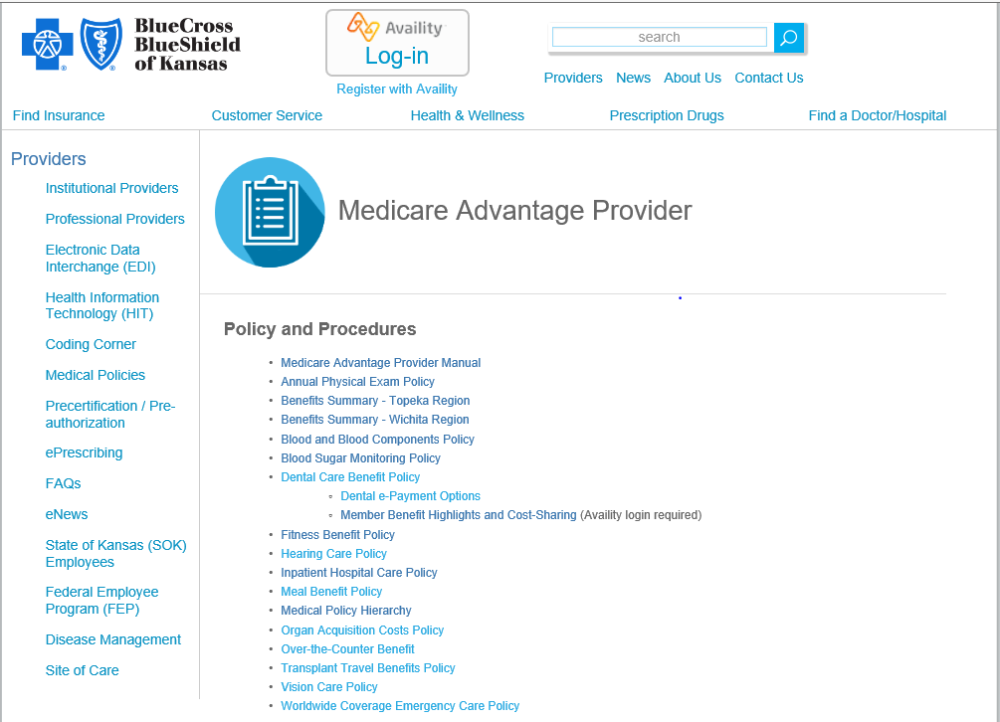 BlueCross
BlueShield
of Kansas
Availity
Log-in
Register with Availity
search
Providers News About Us Contact Us
Find Insurance Customer Service Health & Wellness Prescription Drugs Find a Doctor/Hospital
Providers
Institutional Providers
Professional Providers
Electronic Data
Interchange (EDI)
Health Information
Technology (HIT)
Coding Corner
Medical Policies
Precertification / Pre-
authorization
ePrescribing
FAQs
eNews
State of Kansas (SOK)
Employees
Federal Employee
Program (FEP)
Disease Management
Site of Care
Medicare Advantage Provider
Policy and Procedures
• Medicare Advantage Provider Manual
• Annual Physical Exam Policy
• Benefits Summary - Topeka Region
• Benefits Summary - Wichita Region
• Blood and Blood Components Policy
• Blood Sugar Monitoring Policy
• Dental Care Benefit Policy
◦ Dental e-Payment Options
◦ Member Benefit Highlights and Cost-Sharing (Availity login required)
• Fitness Benefit Policy
• Hearing Care Policy
• Inpatient Hospital Care Policy
• Meal Benefit Policy
• Medical Policy Hierarchy
• Organ Acquisition Costs Policy
• Over-the-Counter Benefit
• Transplant Travel Benefits Policy
• Vision Care Policy
• Worldwide Coverage Emergency Care Policy